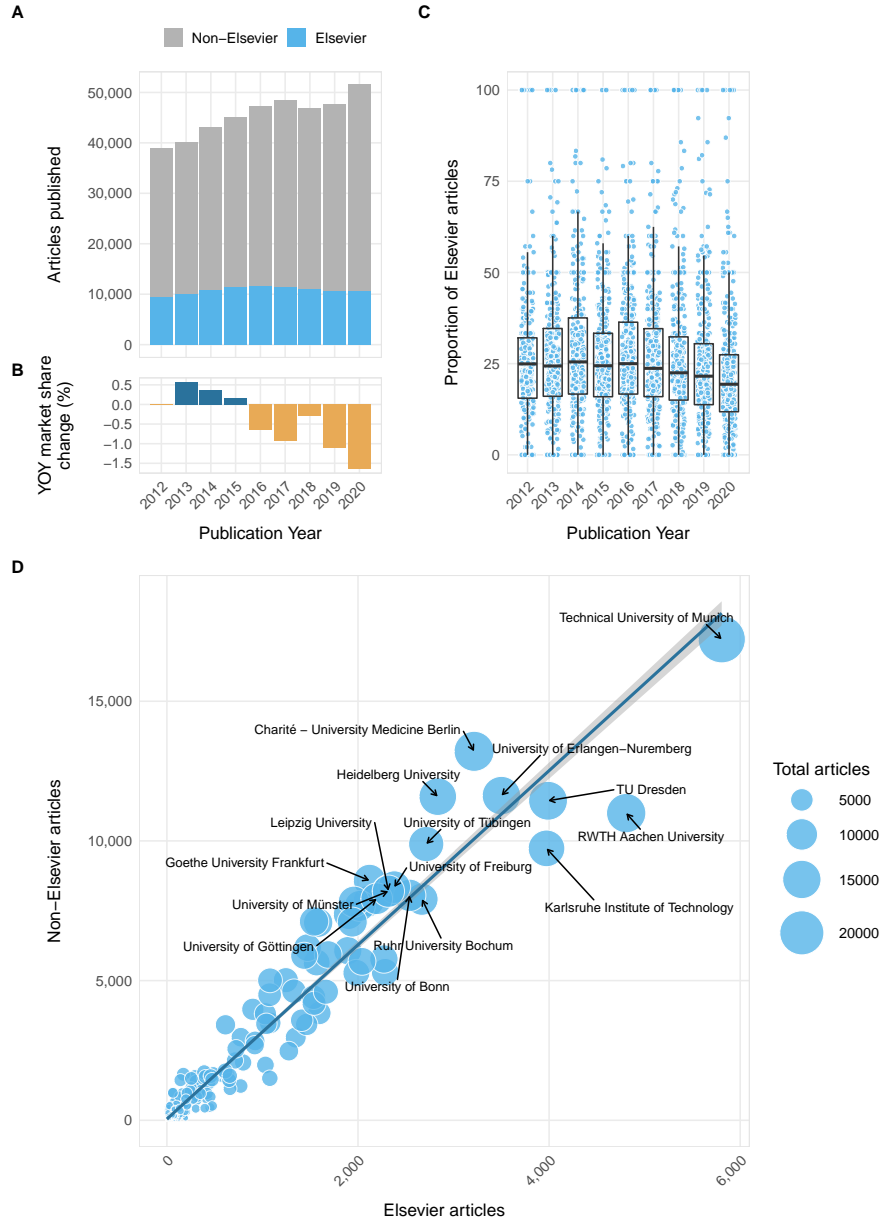 A
Non−Elsevier
Elsevier
50,000
40,000
30,000
20,000
10,000
0
Articles published
B
0.5
0.0
−0.5
−1.0
−1.5
YOY market share
change (%)
2012
2013
2014
2015
2016
2017
2018
2019
2020
Publication Year
C
100
75
50
25
0
Proportion of Elsevier articles
2012
2013
2014
2015
2016
2017
2018
2019
2020
Publication Year
D
Technical University of Munich
Charité − University Medicine Berlin
University of Erlangen−Nuremberg
Heidelberg University
TU Dresden
Leipzig University
University of Tübingen
RWTH Aachen University
Goethe University Frankfurt
University of Freiburg
University of Münster
Karlsruhe Institute of Technology
University of Göttingen
Ruhr University Bochum
University of Bonn
15,000
10,000
5,000
0
Non−Elsevier articles
0
2,000
4,000
6,000
Elsevier articles
Total articles
5000
10000
15000
20000